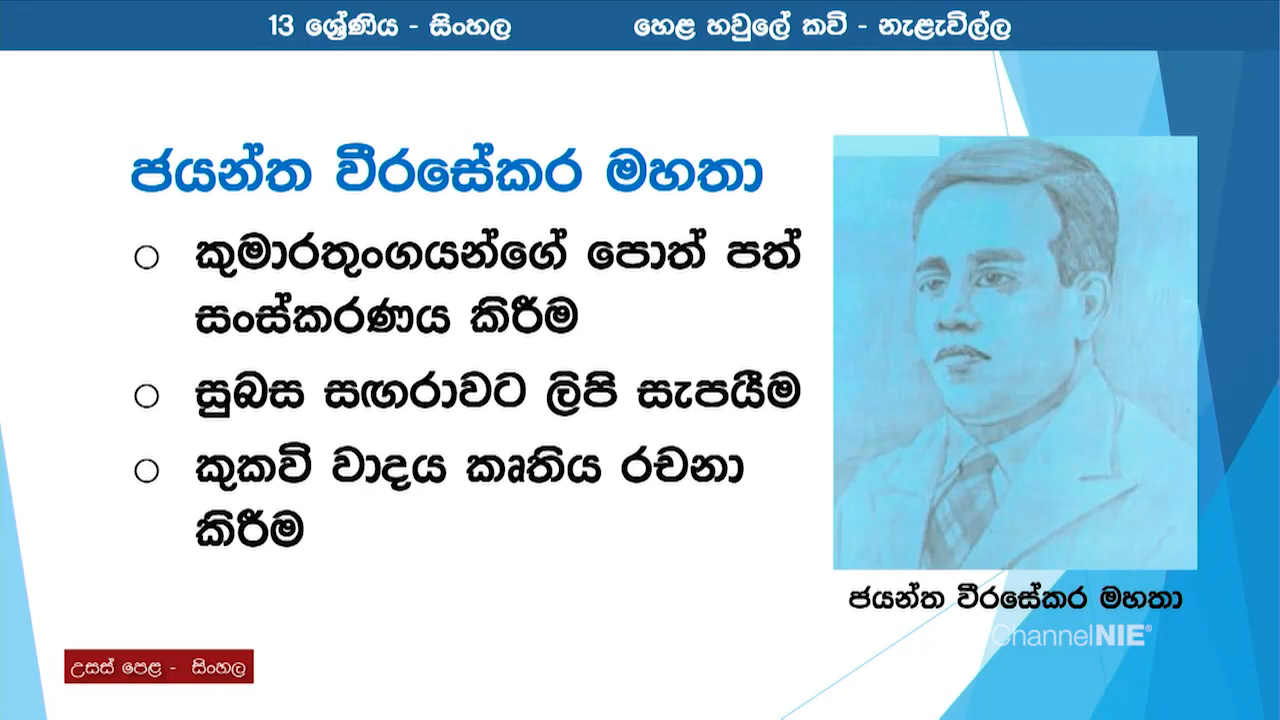 13 ශ්‍රේණිය - සිංහල
හෙළ හවුලේ කවි - නැළැවිල්ල
ජයන්ත වීරසේකර මහතා
○ කුමාරතුංගයන්ගේ පොත් පත්
සංස්කරණය කිරීම
○ සුබස සඟරාවට ලිපි සැපයීම
○ කුකවි වාදය කෘතිය රචනා
කිරීම
ජයන්ත වීරසේකර මහතා
ChannelNIE®
උසස් පෙළ - සිංහල